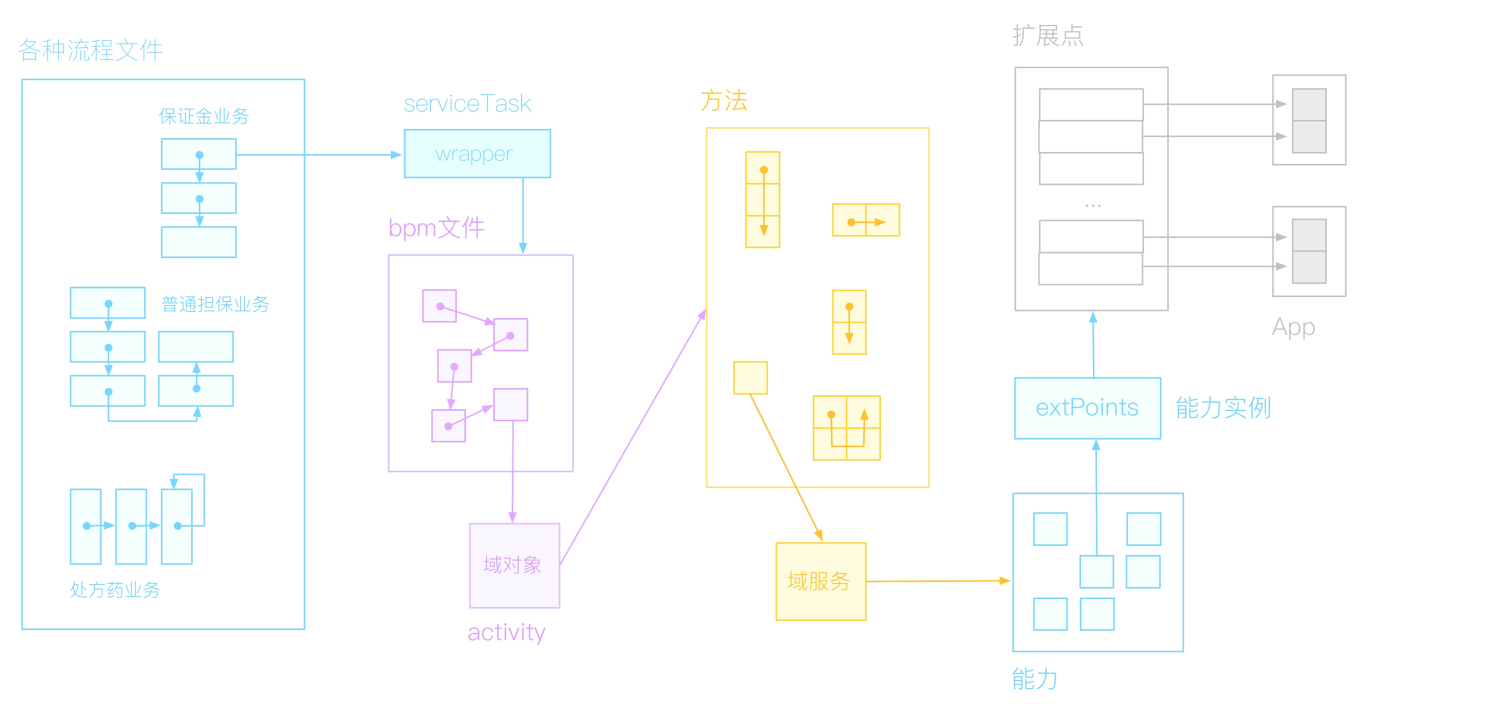 各种流程文件
保证金业务
普通担保业务
处方药业务
serviceTask
wrapper
bpm文件
域对象
activity
方法
域服务
扩展点
...
App
extPoints
能力实例
能力